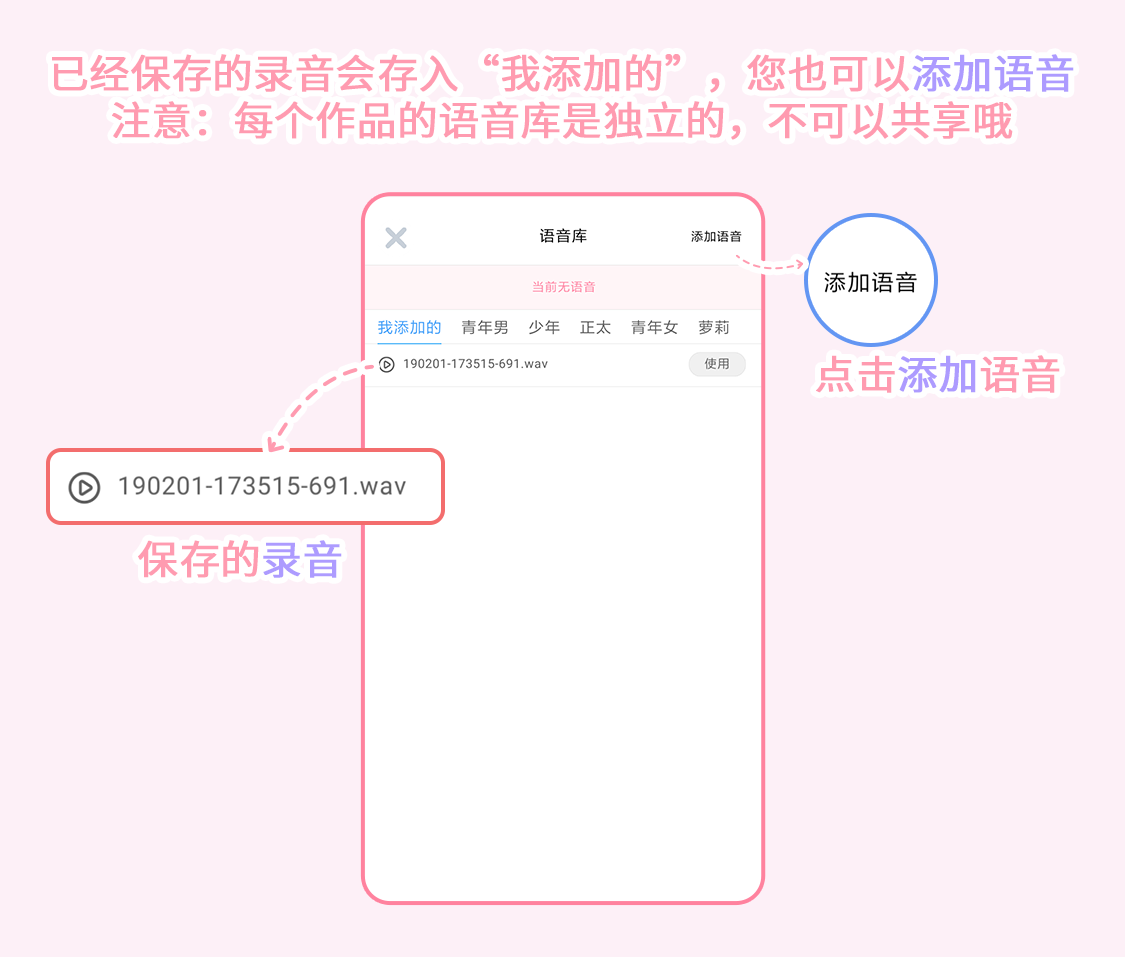 已经保存的录音会存入“我添加的”，您也可以添加语音
注意：每个作品的语音库是独立的，不可以共享哦
语音库
添加语音
当前无语音
我添加的 青年男 少年 正太 青年女 萝莉
190201-173515-691.wav
使用
添加语音
点击添加语音
190201-173515-691.wav
保存的录音